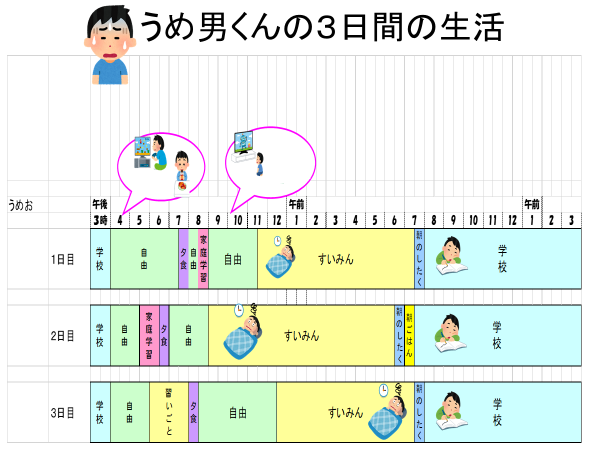 うめ男くんの３日間の生活
うめお
午後 午前 午前
３時 4 5 6 7 8 9 10 11 12 1 2 3 4 5 6 7 8 9 10 11 12 1 2 3
1日目 学校 自由 夕食 自由 家庭学習 自由 すいみん 朝のしたく 学校
2日目 学校 自由 家庭学習 夕食 自由 すいみん 朝のしたく 朝ごはん 学校
3日目 学校 自由 習いごと 夕食 自由 すいみん 朝のしたく 学校